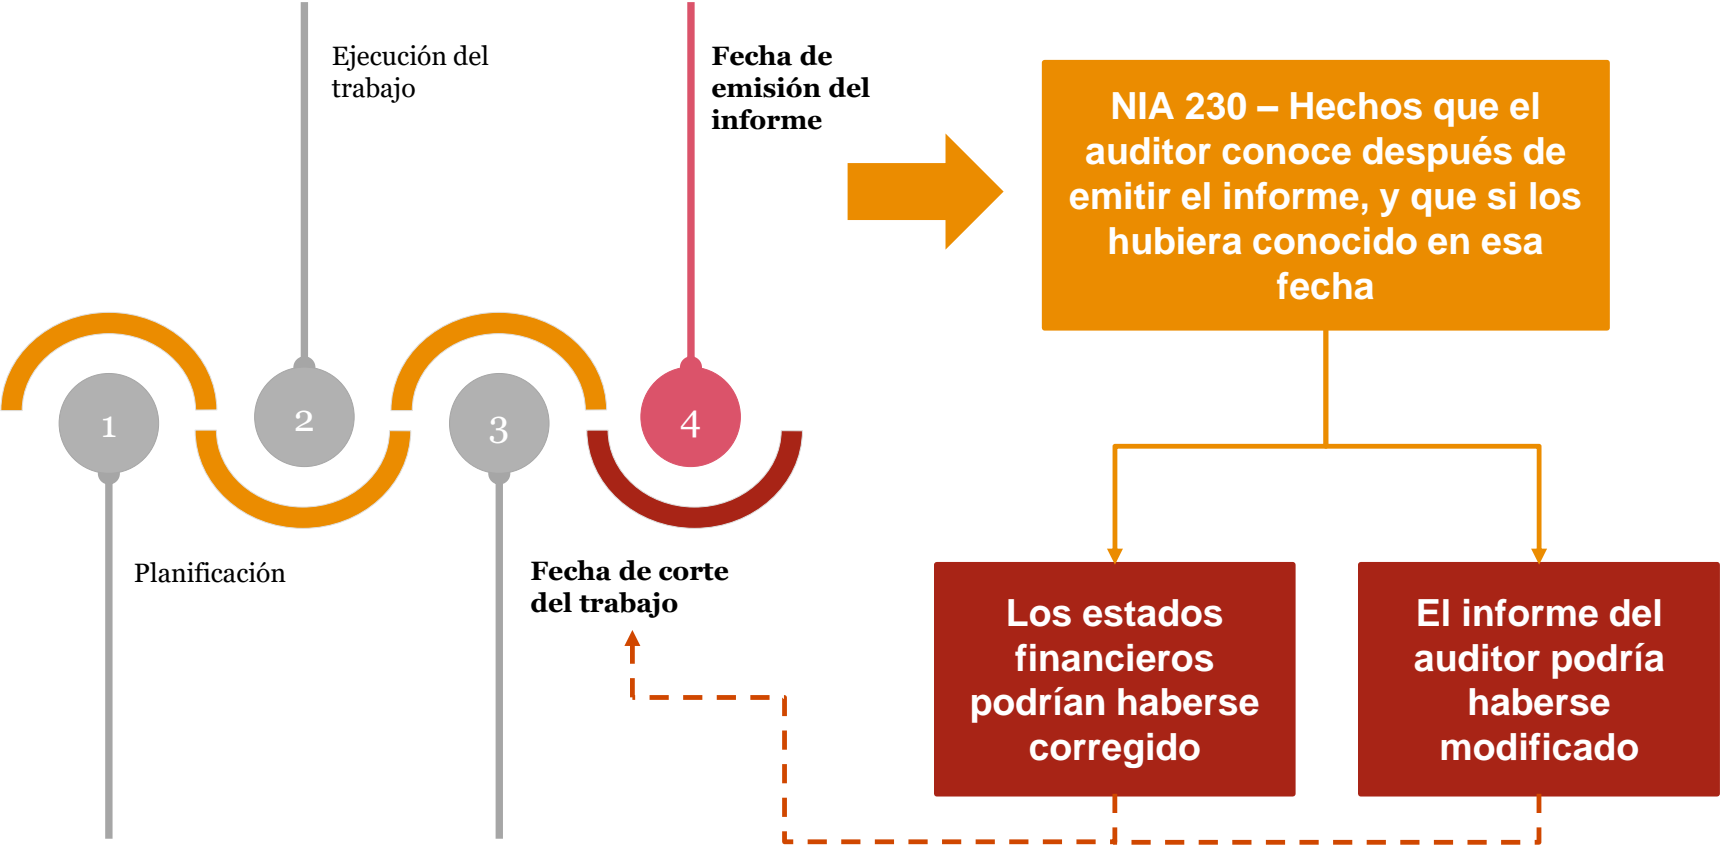 Ejecución del
trabajo
Fecha de
emisión del
informe
NIA 230 – Hechos que el
auditor conoce después de
emitir el informe, y que si los
hubiera conocido en esa
fecha
1
2
3
4
Planificación
Fecha de corte
del trabajo
Los estados
financieros
podrían haberse
corregido
El informe del
auditor podría
haberse
modificado